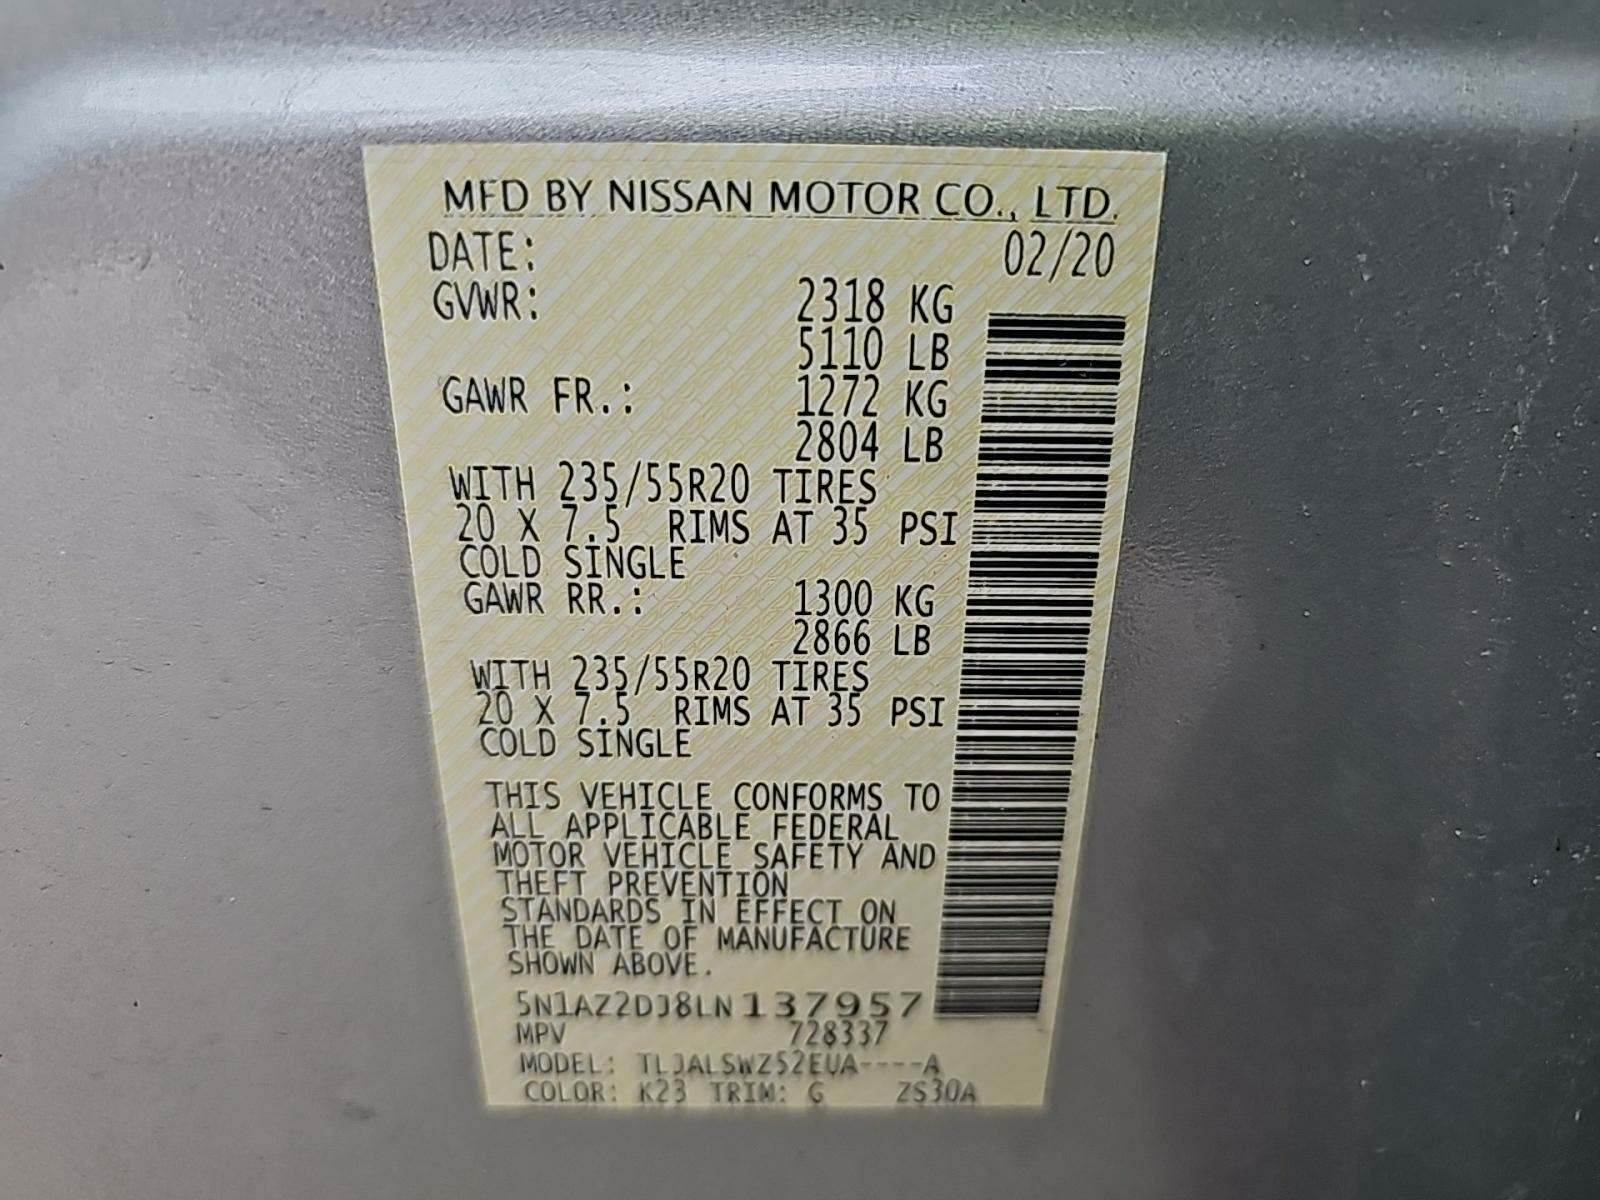 MFD BY NISSAN MOTOR CO., LTD.
DATE: 02/20
GVWR: 2318 KG
5110 LB
GAWR FR.: 1272 KG
2804 LB
WITH 235/55R20 TIRES
20 X 7.5 RIMS AT 35 PSI
COLD SINGLE
GAWR RR.: 1300 KG
2866 LB
WITH 235/55R20 TIRES
20 X 7.5 RIMS AT 35 PSI
COLD SINGLE
THIS VEHICLE CONFORMS TO
ALL APPLICABLE FEDERAL
MOTOR VEHICLE SAFETY AND
THEFT PREVENTION
STANDARDS IN EFFECT ON
THE DATE OF MANUFACTURE
SHOWN ABOVE.
5N1AZ2DJ8LN137957
MPV 728337
MODEL: TLJALSWZ52EUA----A
COLOR: K23 TRIM: G ZS30A